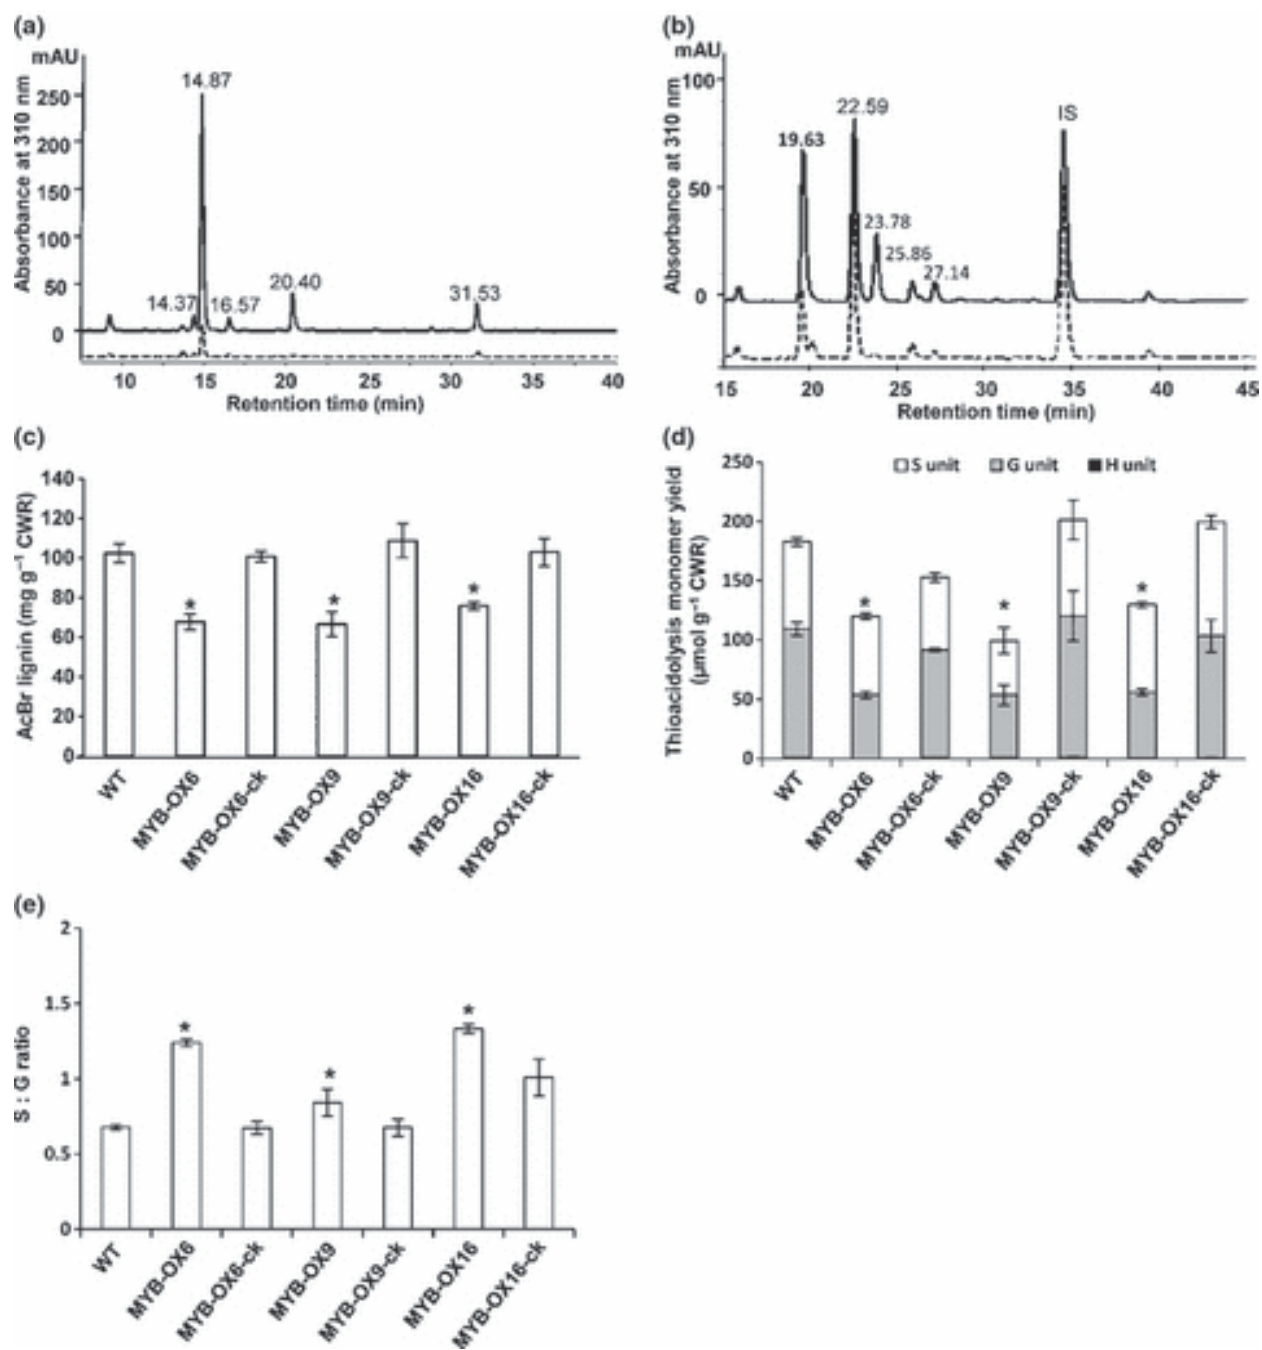 (a)
mAU
Absorbance at 310 nm
250
200
150
100
50
0
14.87
14.37
16.57
20.40
31.53
10 15 20 25 30 35 40
Retention time (min)
(b)
mAU
Absorbance at 310 nm
100
50
0
19.63
22.59
23.78
25.86
27.14
IS
15 20 25 30 35 40 45
Retention time (min)
(c)
AcBr lignin (mg g⁻¹ CWR)
140
120
100
80
60
40
20
0
* * *
WT MYB-OX6 MYB-OX6-ck MYB-OX9 MYB-OX9-ck MYB-OX16 MYB-OX16-ck
(d)
Thioacidolysis monomer yield
(µmol g⁻¹ CWR)
250
200
150
100
50
0
S unit G unit H unit
* * *
WT MYB-OX6 MYB-OX6-ck MYB-OX9 MYB-OX9-ck MYB-OX16 MYB-OX16-ck
(e)
S : G ratio
2
1.5
1
0.5
0
* * *
WT MYB-OX6 MYB-OX6-ck MYB-OX9 MYB-OX9-ck MYB-OX16 MYB-OX16-ck